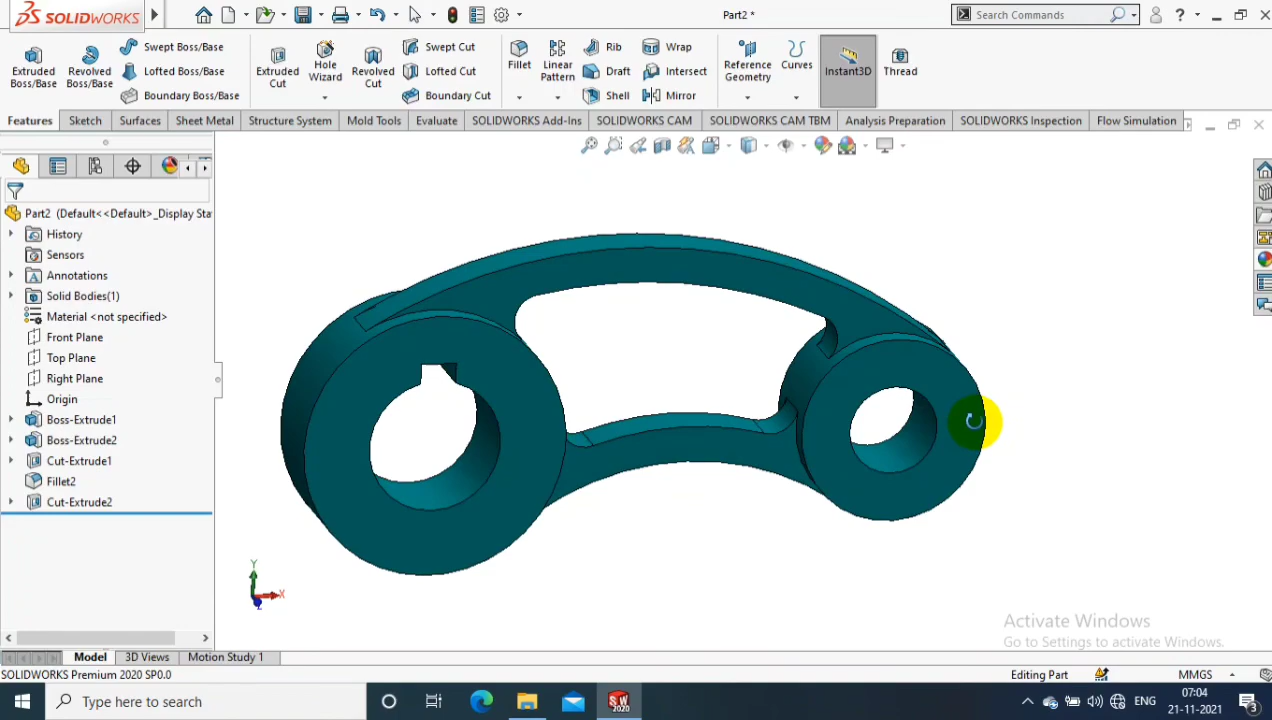 SOLIDWORKS
Part2 *
Search Commands
Extruded Boss/Base
Revolved Boss/Base
Swept Boss/Base
Lofted Boss/Base
Boundary Boss/Base
Extruded Cut
Hole Wizard
Revolved Cut
Swept Cut
Lofted Cut
Boundary Cut
Fillet
Linear Pattern
Rib
Draft
Shell
Wrap
Intersect
Mirror
Reference Geometry
Curves
Instant3D
Thread
Features
Sketch
Surfaces
Sheet Metal
Structure System
Mold Tools
Evaluate
SOLIDWORKS Add-Ins
SOLIDWORKS CAM
SOLIDWORKS CAM TBM
Analysis Preparation
SOLIDWORKS Inspection
Flow Simulation
Part2 (Default<<Default>_Display Sta
History
Sensors
Annotations
Solid Bodies(1)
Material <not specified>
Front Plane
Top Plane
Right Plane
Origin
Boss-Extrude1
Boss-Extrude2
Cut-Extrude1
Fillet2
Cut-Extrude2
Y
X
Z
Activate Windows
Go to Settings to activate Windows.
Model
3D Views
Motion Study 1
SOLIDWORKS Premium 2020 SP0.0
Editing Part
MMGS
Type here to search
SW
2020
ENG
07:04
21-11-2021
3